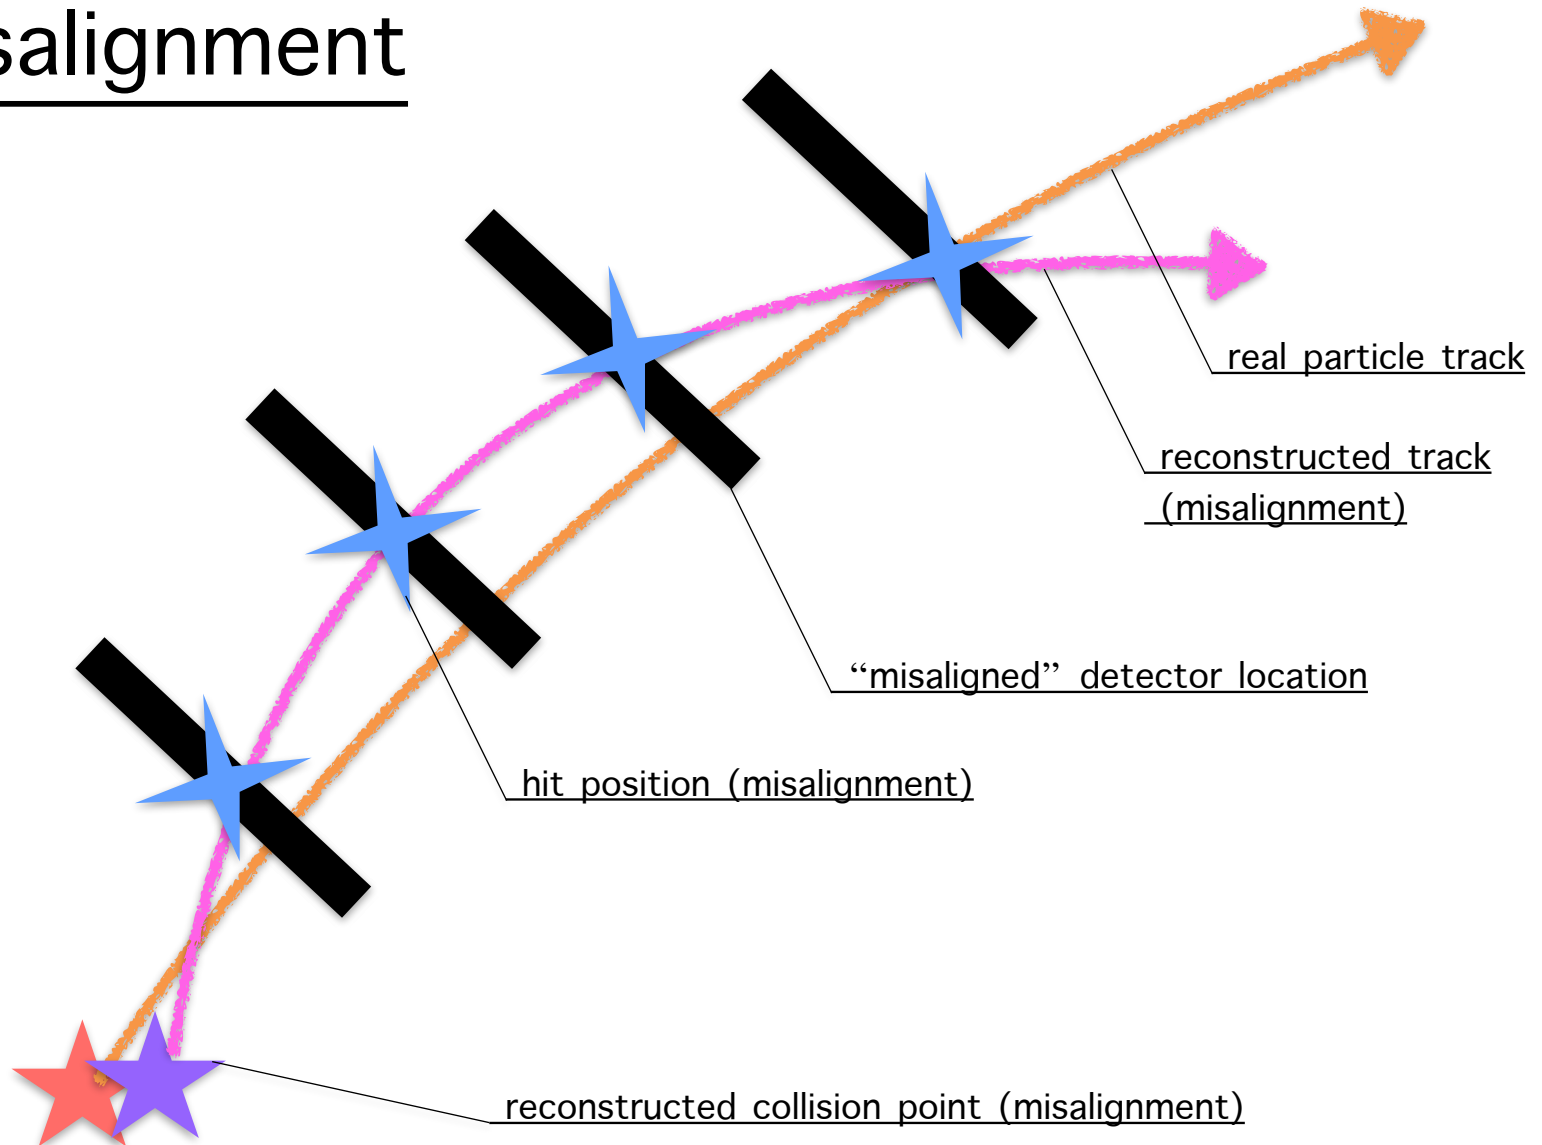 salignment
real particle track
reconstructed track
(misalignment)
“misaligned” detector location
hit position (misalignment)
reconstructed collision point (misalignment)